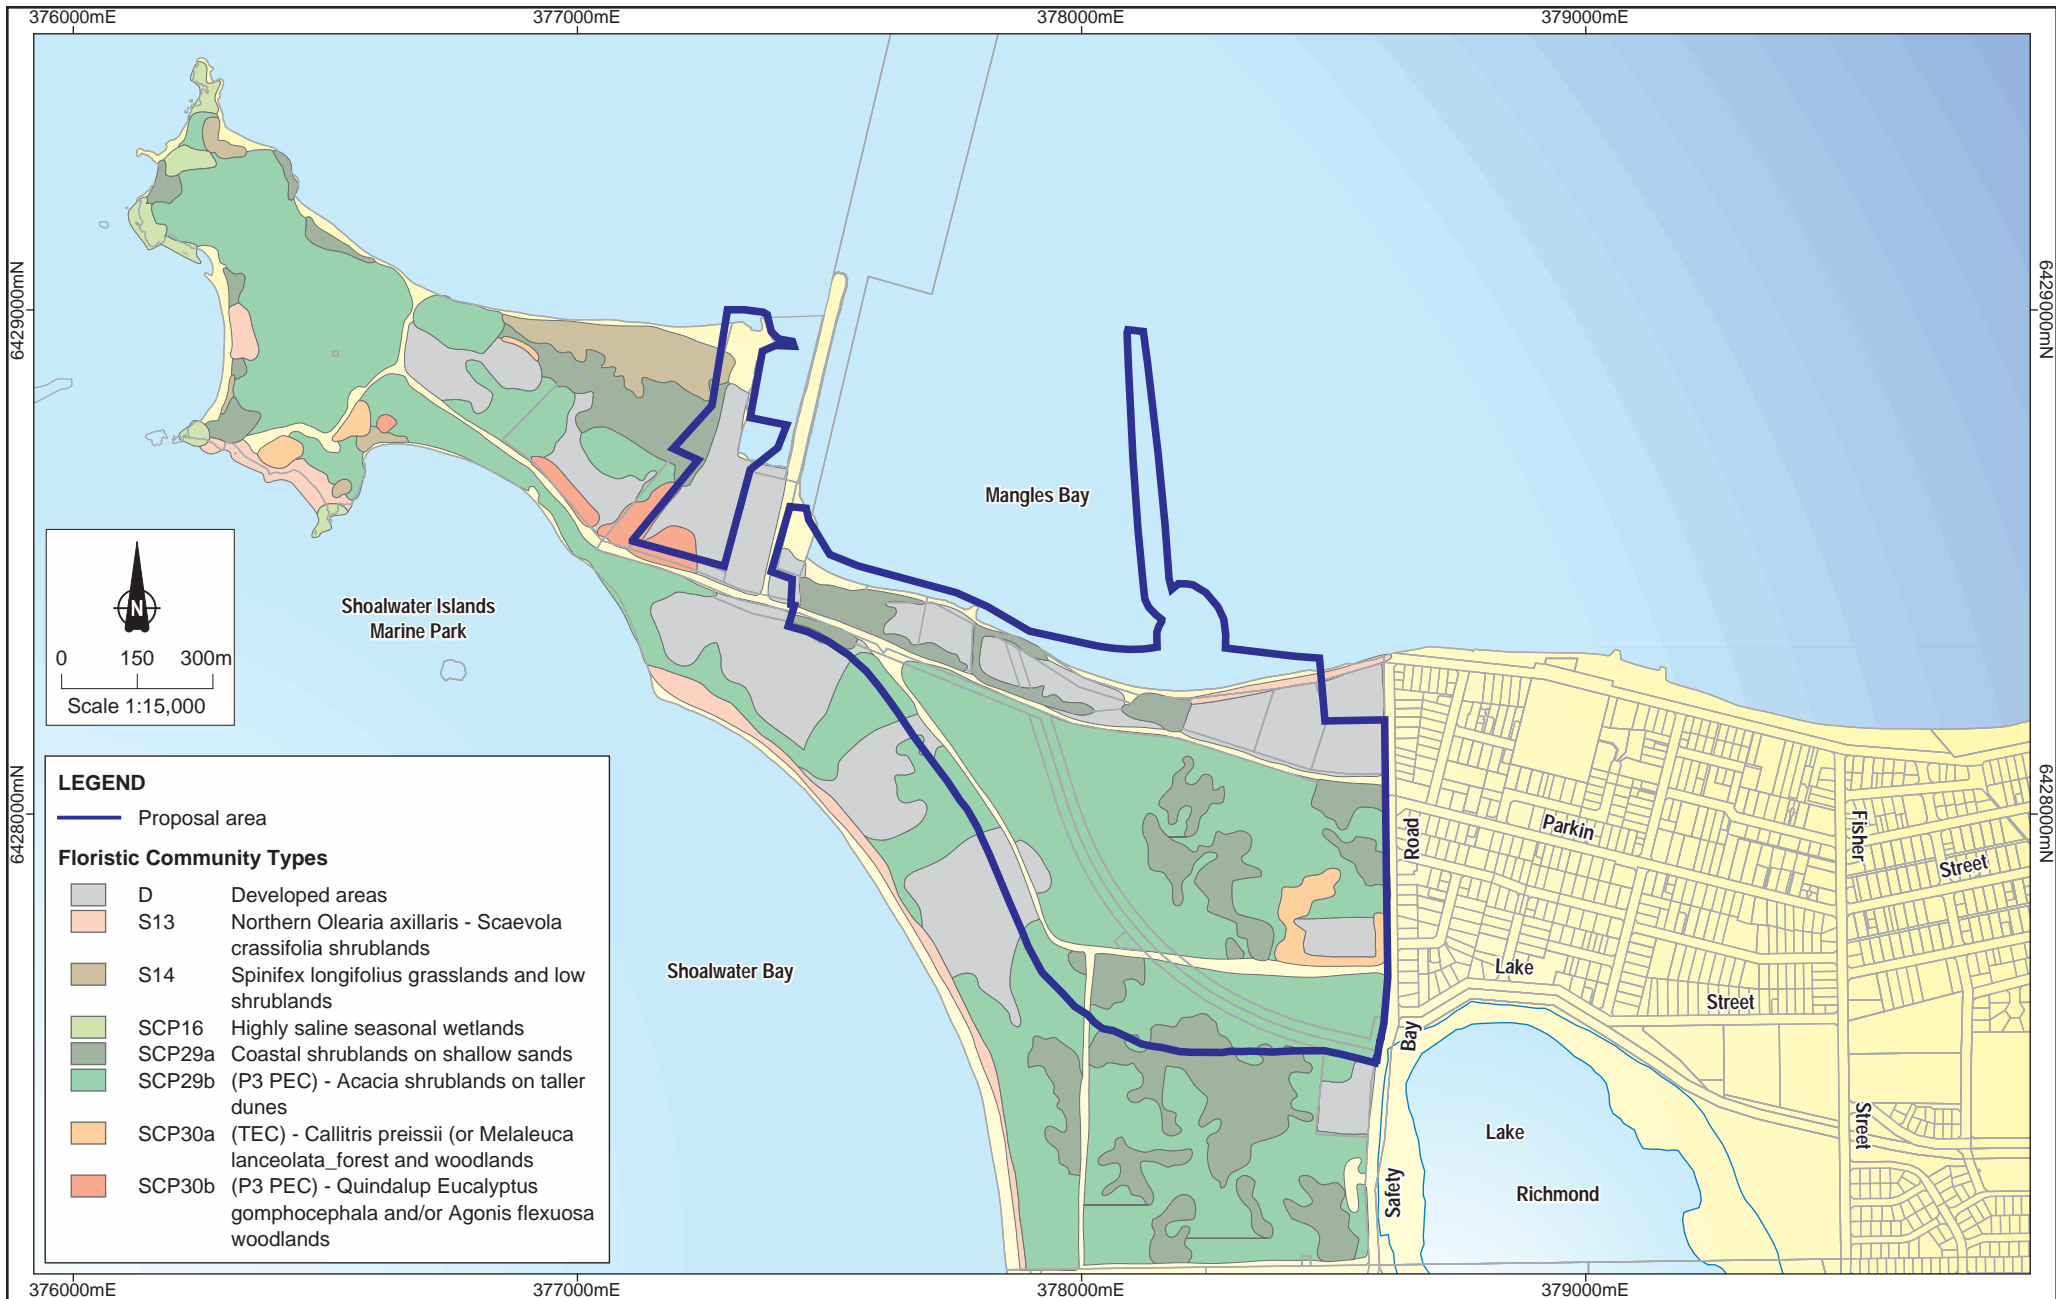 376000mE
377000mE
378000mE
379000mE
6429000mN
6429000mN
Mangles Bay
Shoalwater Islands
Marine Park
N
0 150 300m
Scale 1:15,000
6428000mN
6428000mN
Parkin
Street
Fisher
Street
Road
Bay
Safety
Lake
Street
Shoalwater Bay
Lake
Richmond
LEGEND
Proposal area
Floristic Community Types
D Developed areas
S13 Northern Olearia axillaris - Scaevola
crassifolia shrublands
S14 Spinifex longifolius grasslands and low
shrublands
SCP16 Highly saline seasonal wetlands
SCP29a Coastal shrublands on shallow sands
SCP29b (P3 PEC) - Acacia shrublands on taller
dunes
SCP30a (TEC) - Callitris preissii (or Melaleuca
lanceolata_forest and woodlands
SCP30b (P3 PEC) - Quindalup Eucalyptus
gomphocephala and/or Agonis flexuosa
woodlands
376000mE
377000mE
378000mE
379000mE